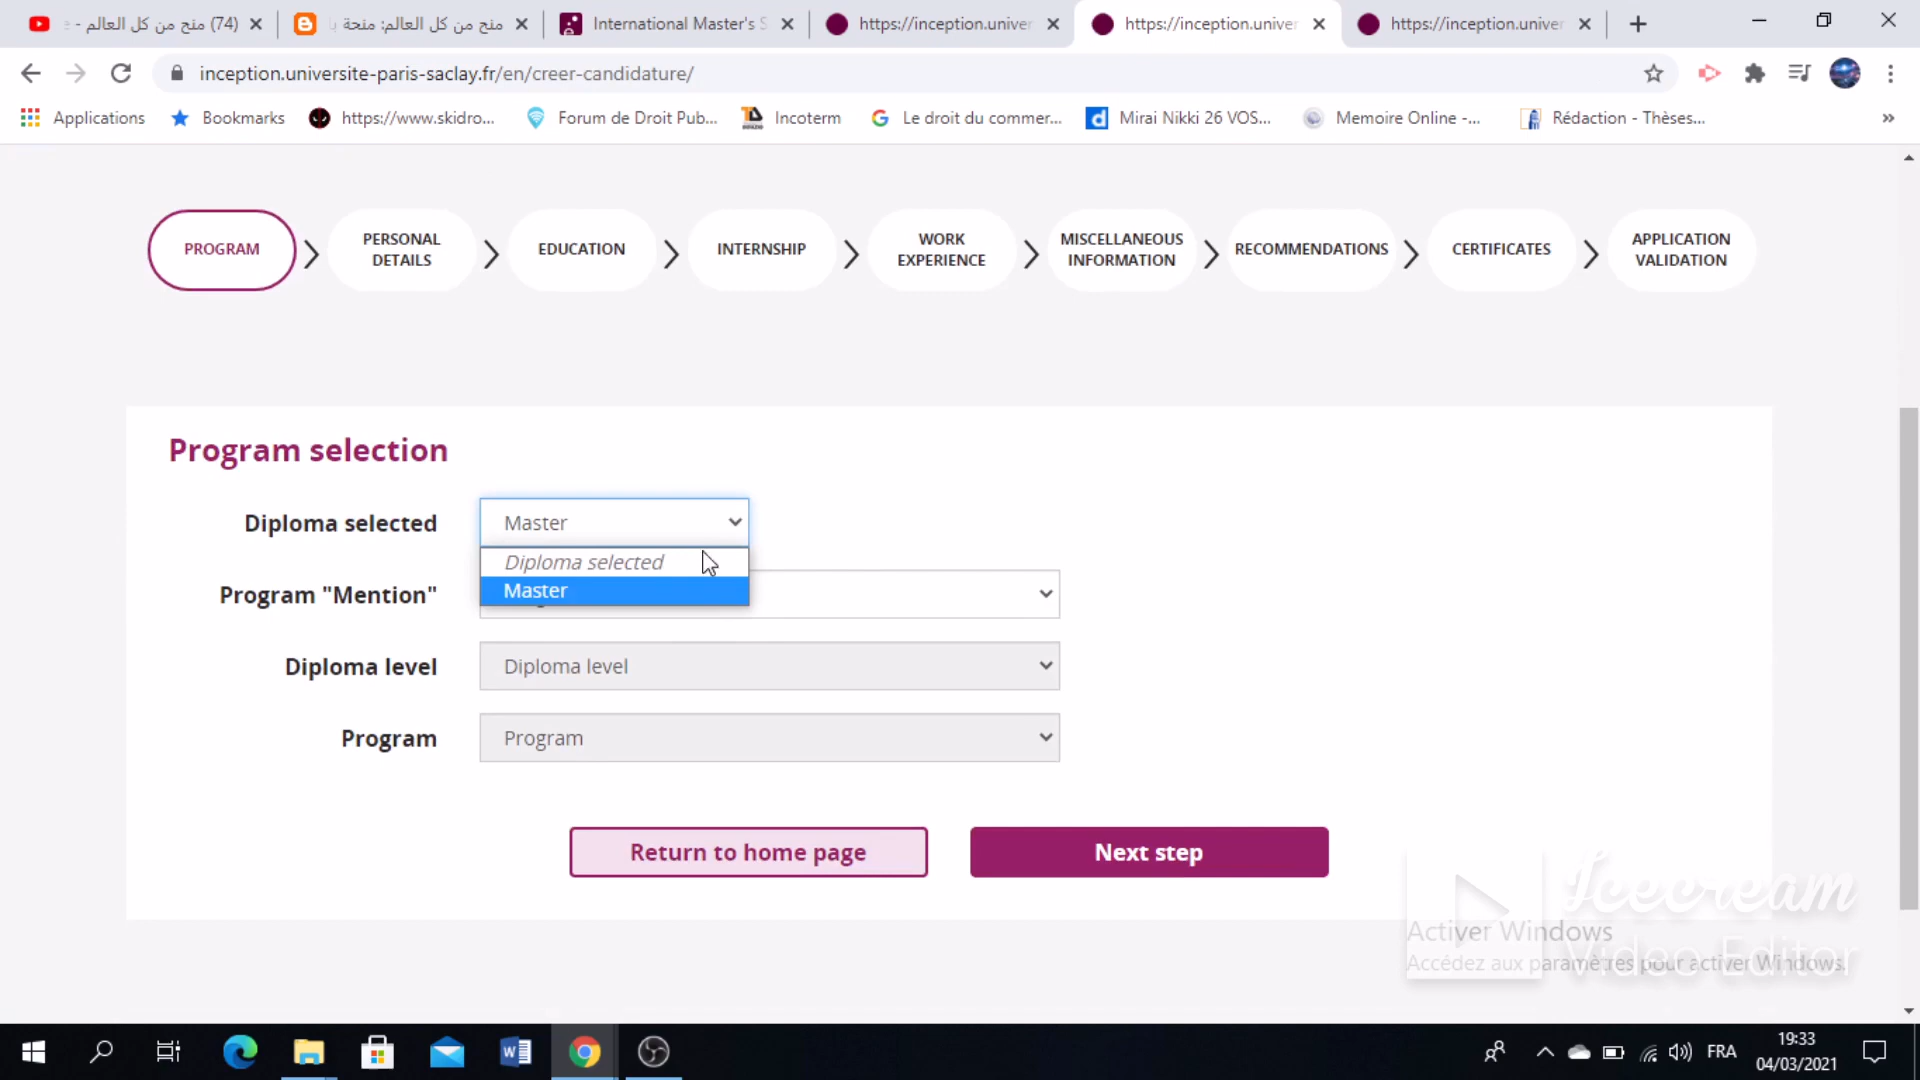 (74) منح من كل العالم -
منح من كل العالم: منحة با
International Master's S
https://inception.univer
https://inception.univer
https://inception.univer
inception.universite-paris-saclay.fr/en/creer-candidature/
Applications
Bookmarks
https://www.skidro...
Forum de Droit Pub...
Incoterm
Le droit du commer...
Mirai Nikki 26 VOS...
Memoire Online -...
Rédaction - Thèses...
»
PROGRAM
PERSONAL
DETAILS
EDUCATION
INTERNSHIP
WORK
EXPERIENCE
MISCELLANEOUS
INFORMATION
RECOMMENDATIONS
CERTIFICATES
APPLICATION
VALIDATION
Program selection
Diploma selected
Master
Diploma selected
Master
Program "Mention"
Diploma level
Diploma level
Program
Program
Return to home page
Next step
Icecream
Video Editor
Activer Windows
Accédez aux paramètres pour activer Windows.
FRA
19:33
04/03/2021